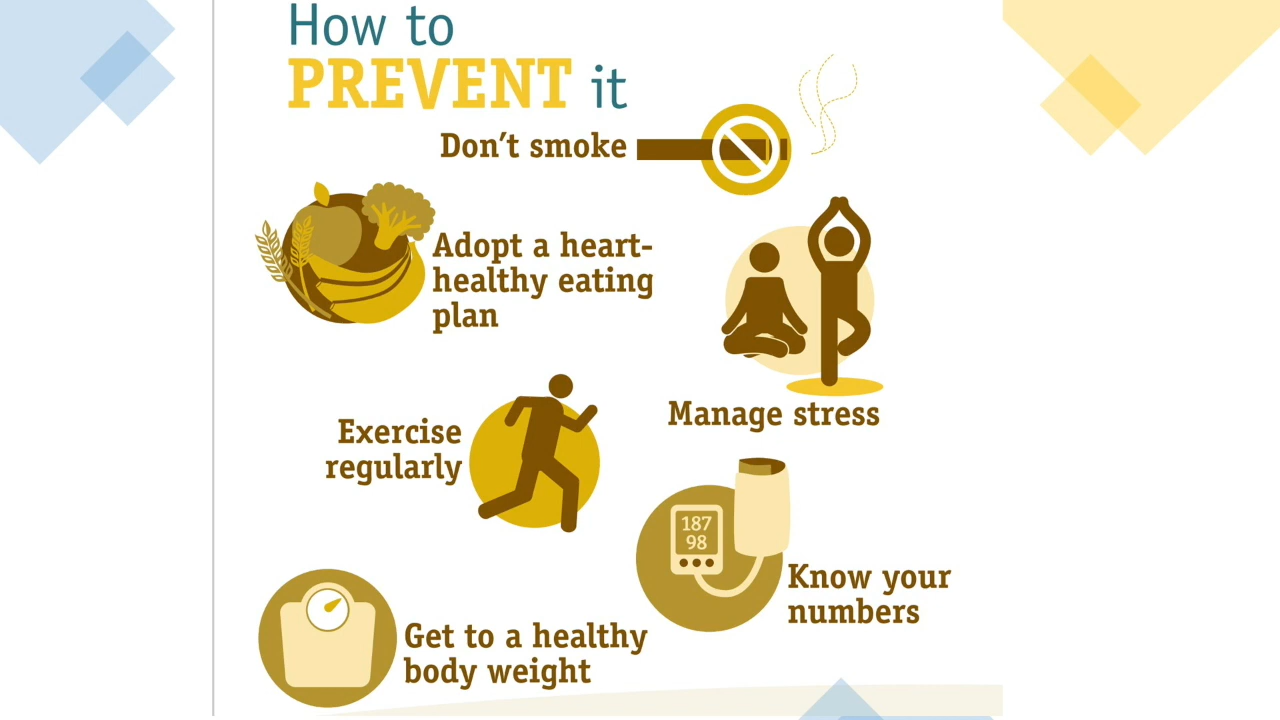 How to
PREVENT it
Don't smoke
Adopt a heart-
healthy eating
plan
Manage stress
Exercise
regularly
187
98
Know your
numbers
Get to a healthy
body weight